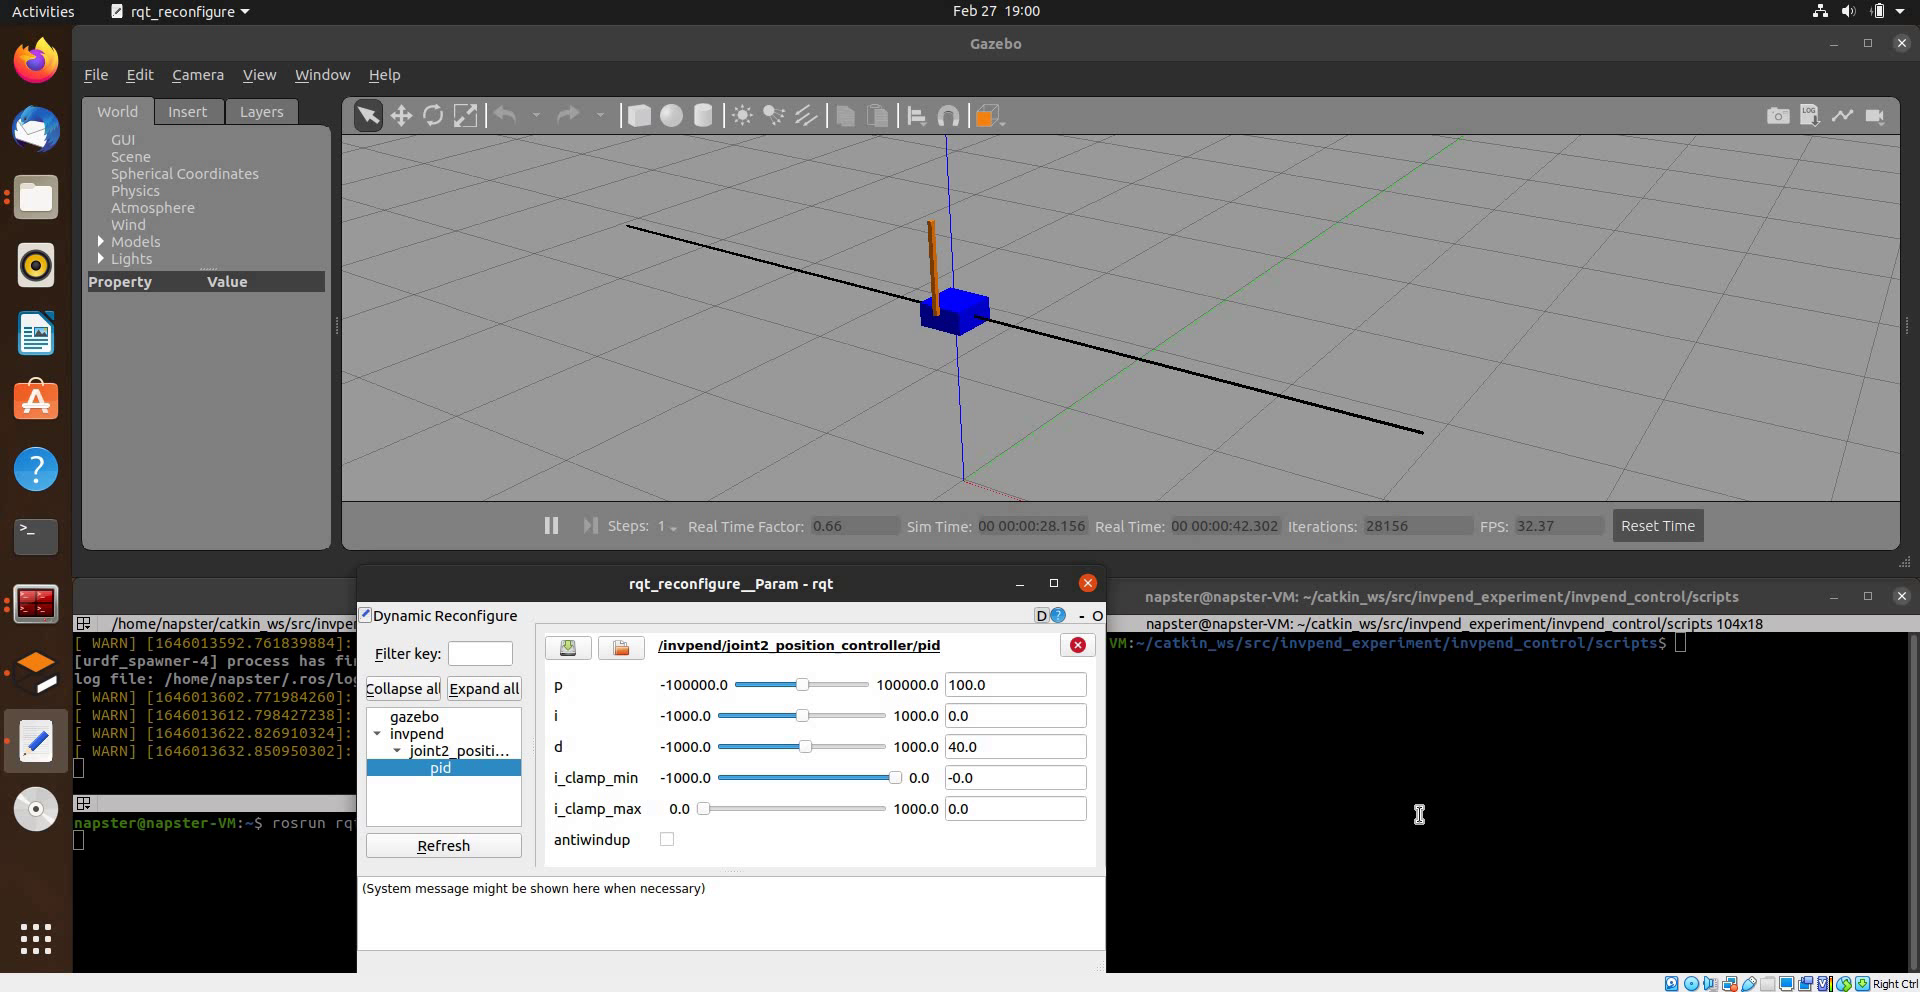 Activities
rqt_reconfigure
Feb 27 19:00
Gazebo
File Edit Camera View Window Help
World Insert Layers
GUI
Scene
Spherical Coordinates
Physics
Atmosphere
Wind
Models
Lights
Property Value
LOG
Steps: 1 Real Time Factor: 0.66 Sim Time: 00 00:00:28.156 Real Time: 00 00:00:42.302 Iterations: 28156 FPS: 32.37 Reset Time
/home/napster/catkin_ws/src/invpe
[ WARN] [1646013592.761839884]:
[urdf_spawner-4] process has fi
log file: /home/napster/.ros/log
[ WARN] [1646013602.771984260]:
[ WARN] [1646013612.798427238]:
[ WARN] [1646013622.826910324]:
[ WARN] [1646013632.850950302]:
napster@napster-VM:~$ rosrun rqt
rqt_reconfigure__Param - rqt
Dynamic Reconfigure
D ? - O
Filter key:
Collapse all Expand all
gazebo
invpend
joint2_positi...
pid
Refresh
/invpend/joint2_position_controller/pid
p -100000.0 100000.0 100.0
i -1000.0 1000.0 0.0
d -1000.0 1000.0 40.0
i_clamp_min -1000.0 0.0 -0.0
i_clamp_max 0.0 1000.0 0.0
antiwindup
(System message might be shown here when necessary)
napster@napster-VM: ~/catkin_ws/src/invpend_experiment/invpend_control/scripts
napster@napster-VM: ~/catkin_ws/src/invpend_experiment/invpend_control/scripts 104x18
VM:~/catkin_ws/src/invpend_experiment/invpend_control/scripts$
Right Ctrl